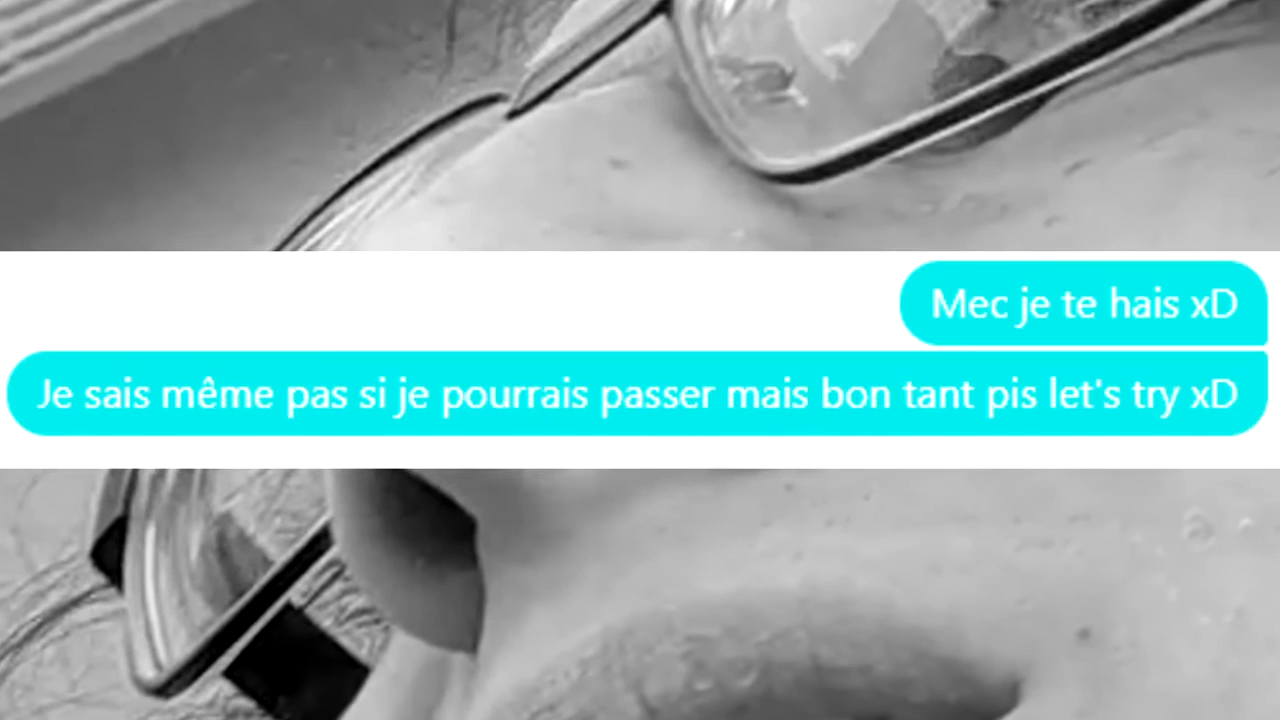 Mec je te hais xD
Je sais même pas si je pourrais passer mais bon tant pis let's try xD